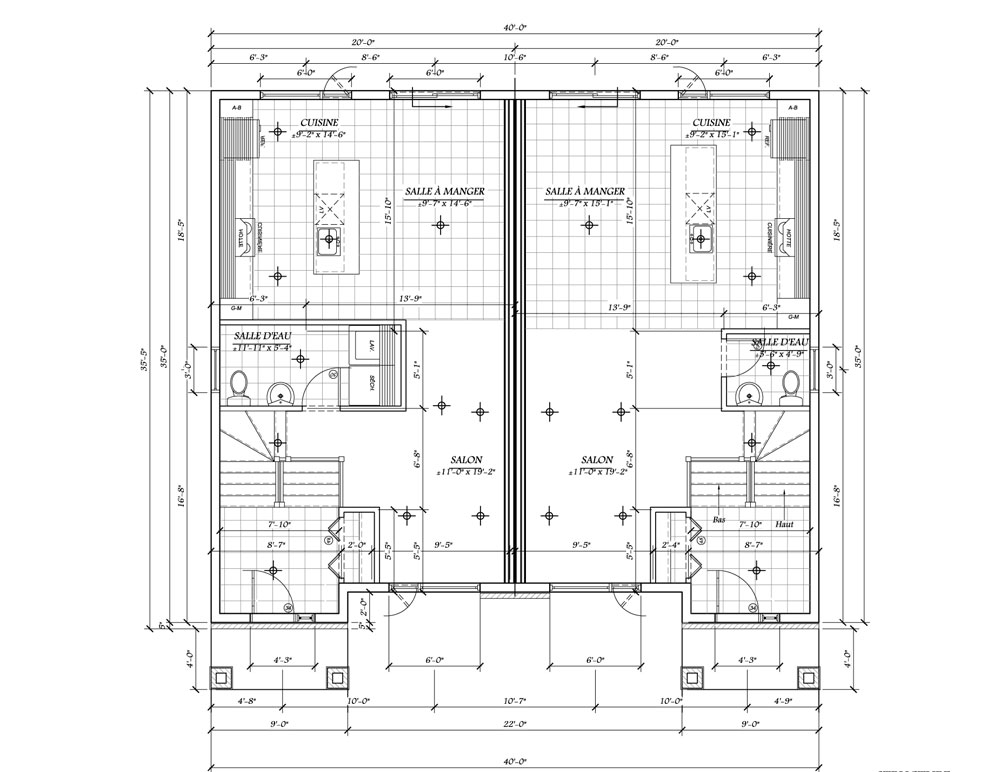 40'-0"
20'-0" 20'-0"
6'-3" 8'-6" 10'-6" 8'-6" 6'-3"
6'-0" 6'-0"
A-B A-B
CUISINE CUISINE
±9'-2" x 14'-6" ±9'-2" x 15'-1"
REF. REF.
SALLE À MANGER SALLE À MANGER
±9'-7" x 14'-6" ±9'-7" x 15'-1"
15'-10" 15'-10"
18'-5" 18'-5"
HOTTE CUISINIÈRE CUISINIÈRE HOTTE
6'-3" 13'-9" 13'-9" 6'-3"
G-M G-M
SALLE D'EAU SALLE D'EAU
±11'-11" x 5'-4" ±5'-6" x 4'-9"
LAV.
SÉCH.
35'-5" 35'-0" 3'-0" 5'-1" 5'-1" 3'-0" 35'-0"
SALON SALON
±11'-0" x 19'-2" ±11'-0" x 19'-2"
6'-8" 6'-8"
16'-8" 16'-8"
Bas Haut
7'-10" 7'-10"
8'-7" 2'-0" 9'-5" 9'-5" 2'-4" 8'-7"
5'-5" 5'-5" 5'-5"
2'-0"
5" 5"
4'-0" 4'-3" 6'-0" 6'-0" 4'-3" 4'-0"
4'-8" 10'-0" 10'-7" 10'-0" 4'-9"
9'-0" 22'-0" 9'-0"
40'-0"